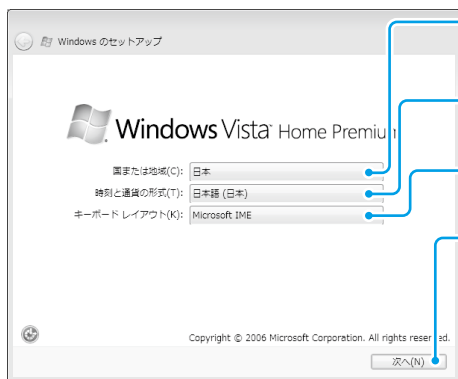 Windows のセットアップ
Windows Vista Home Premium
国または地域(C): 日本
時刻と通貨の形式(T): 日本語 (日本)
キーボード レイアウト(K): Microsoft IME
Copyright © 2006 Microsoft Corporation. All rights reserved.
次へ(N)